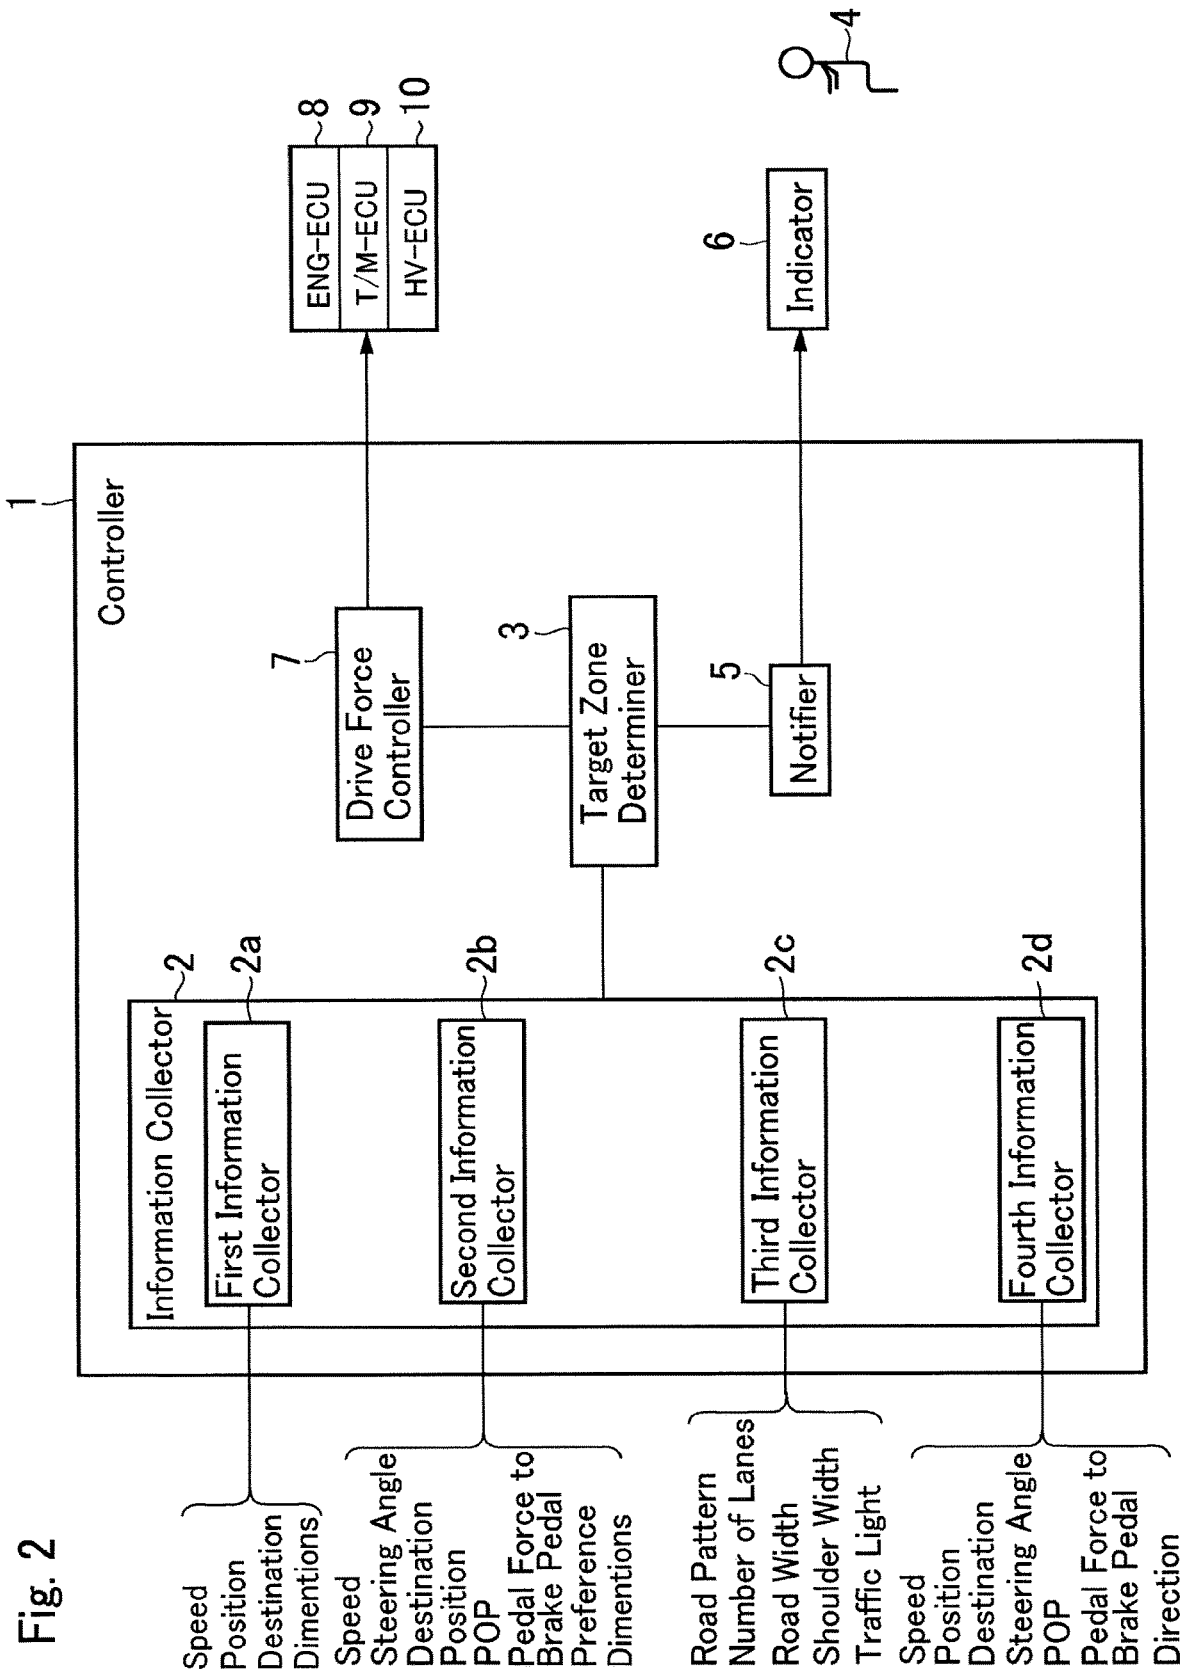 Fig. 2
1
Controller
Information Collector
2
First Information
Collector
2a
Second Information
Collector
2b
Third Information
Collector
2c
Fourth Information
Collector
2d
Speed
Position
Destination
Dimentions
Speed
Steering Angle
Destination
Position
POP
Pedal Force to
Brake Pedal
Preference
Dimentions
Road Pattern
Number of Lanes
Road Width
Shoulder Width
Traffic Light
Speed
Position
Destination
Steering Angle
POP
Pedal Force to
Brake Pedal
Direction
7
Drive Force
Controller
3
Target Zone
Determiner
5
Notifier
ENG-ECU
8
T/M-ECU
9
HV-ECU
10
6
Indicator
4